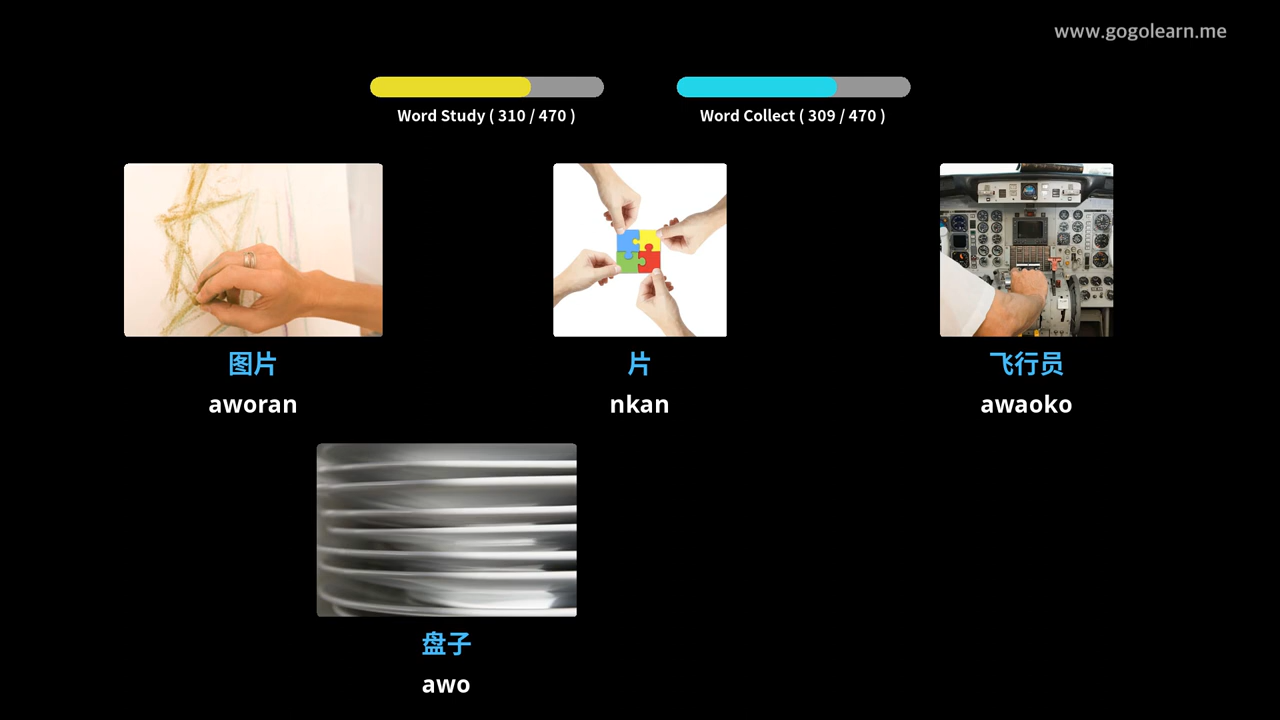 www.gogolearn.me
Word Study ( 310 / 470 )
Word Collect ( 309 / 470 )
图片
aworan
片
nkan
飞行员
awaoko
盘子
awo